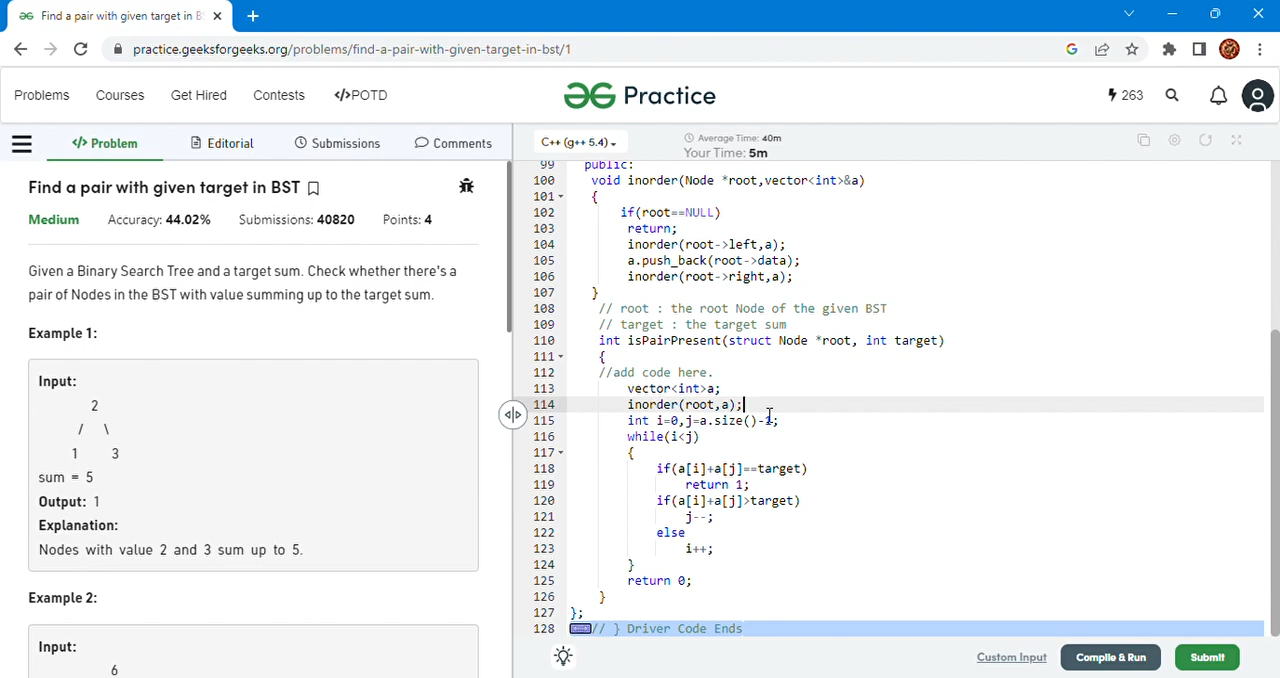 Find a pair with given target in BS
practice.geeksforgeeks.org/problems/find-a-pair-with-given-target-in-bst/1
Problems Courses Get Hired Contests </>POTD Practice 263
</> Problem Editorial Submissions Comments
C++ (g++ 5.4) Average Time: 40m
Your Time: 5m
Find a pair with given target in BST
Medium Accuracy: 44.02% Submissions: 40820 Points: 4
Given a Binary Search Tree and a target sum. Check whether there's a
pair of Nodes in the BST with value summing up to the target sum.
Example 1:
Input:
2
/ \
1 3
sum = 5
Output: 1
Explanation:
Nodes with value 2 and 3 sum up to 5.
Example 2:
Input:
6
99 public:
100 void inorder(Node *root,vector<int>&a)
101 {
102 if(root==NULL)
103 return;
104 inorder(root->left,a);
105 a.push_back(root->data);
106 inorder(root->right,a);
107 }
108 // root : the root Node of the given BST
109 // target : the target sum
110 int isPairPresent(struct Node *root, int target)
111 {
112 //add code here.
113 vector<int>a;
114 inorder(root,a);
115 int i=0,j=a.size()-1;
116 while(i<j)
117 {
118 if(a[i]+a[j]==target)
119 return 1;
120 if(a[i]+a[j]>target)
121 j--;
122 else
123 i++;
124 }
125 return 0;
126 }
127 };
128 // } Driver Code Ends
Custom Input Compile & Run Submit